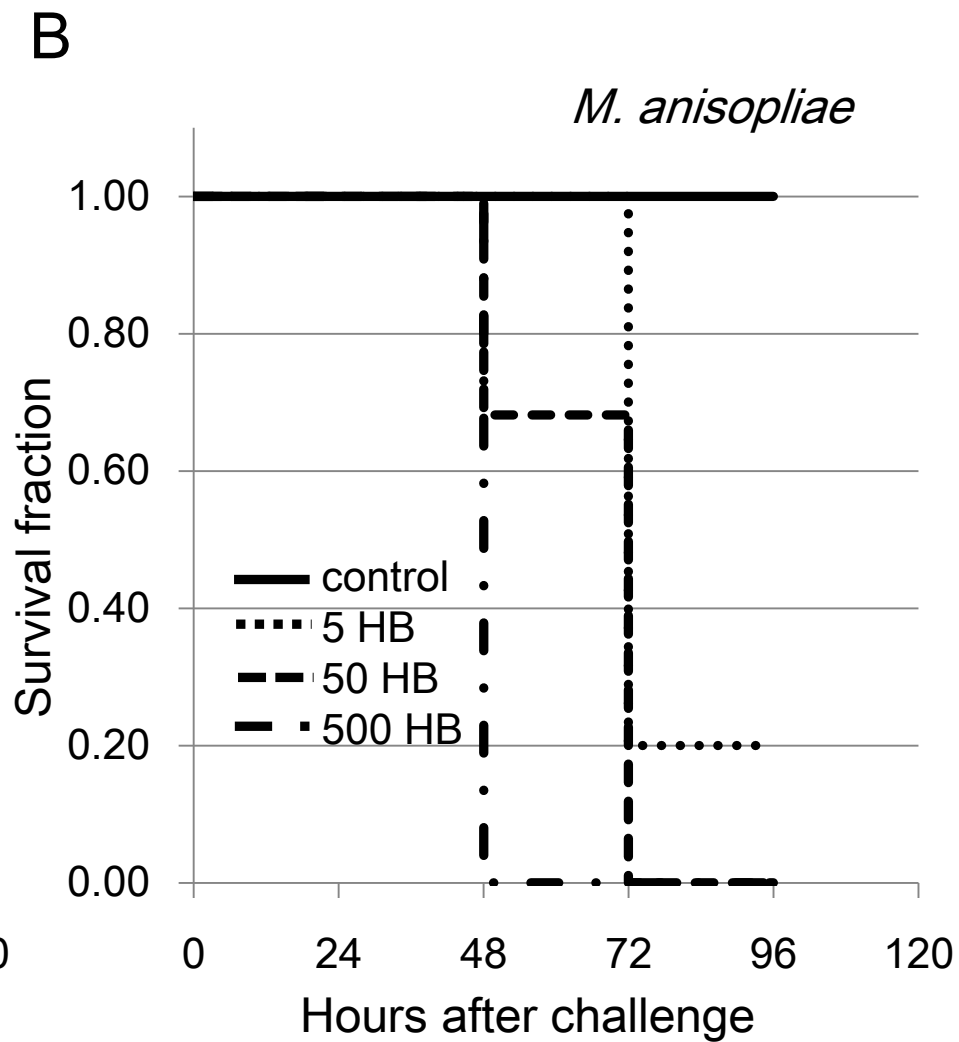 B
M. anisopliae
1.00
0.80
0.60
0.40
0.20
0.00
Survival fraction
control
5 HB
50 HB
500 HB
0
0
24
48
72
96
120
Hours after challenge